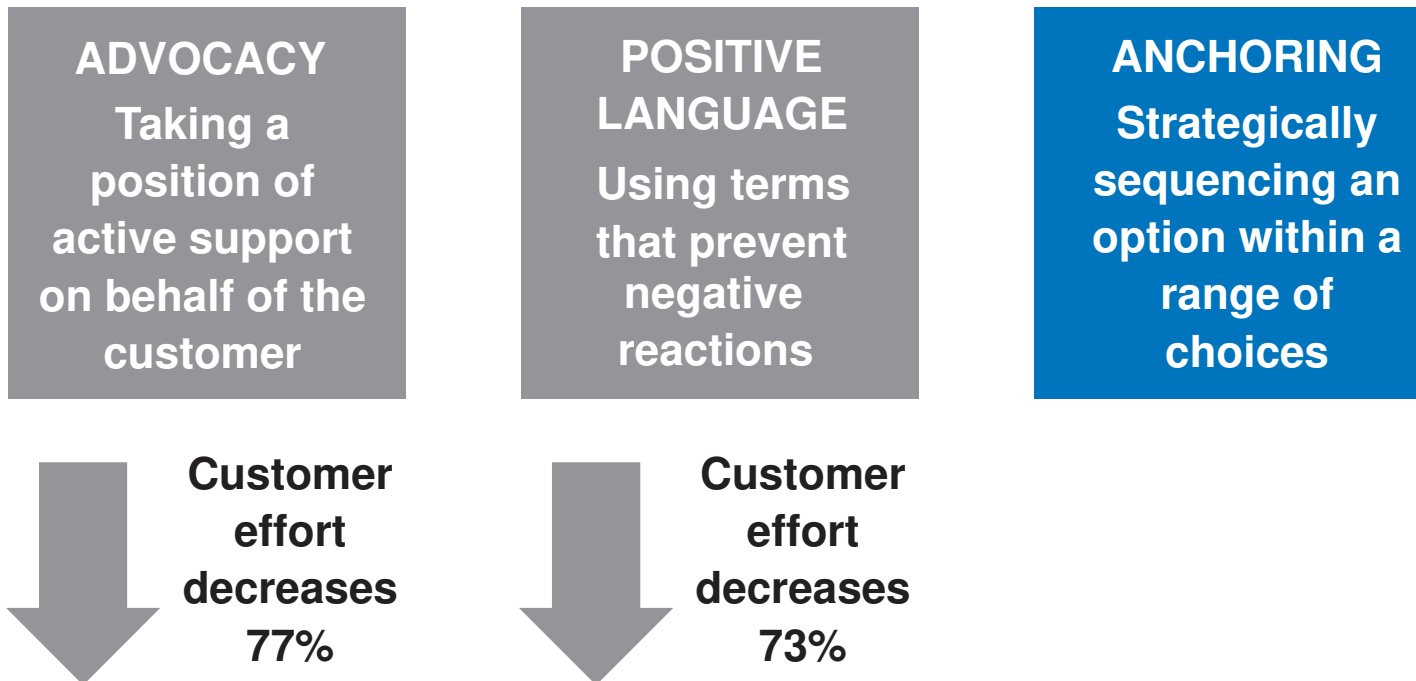 ADVOCACY
Taking a
position of
active support
on behalf of the
customer
POSITIVE
LANGUAGE
Using terms
that prevent
negative
reactions
ANCHORING
Strategically
sequencing an
option within a
range of
choices
Customer
effort
decreases
77%
Customer
effort
decreases
73%